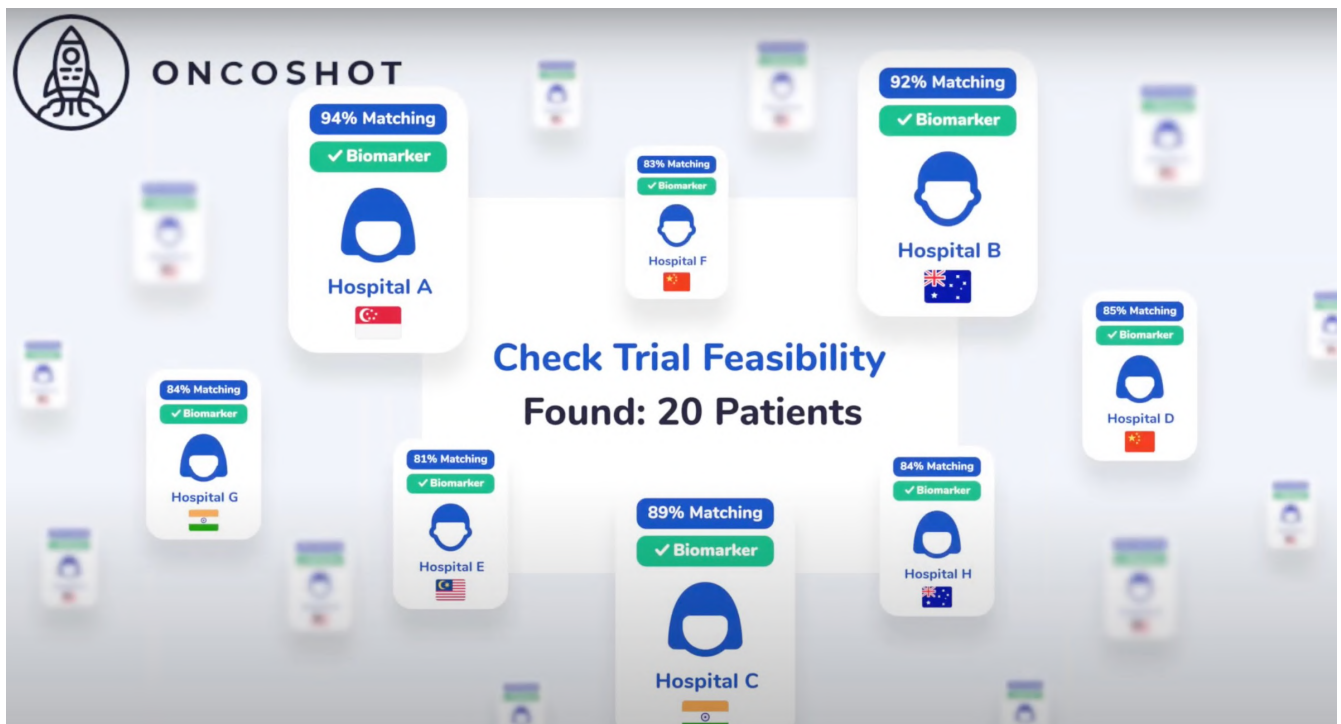 ONCOSHOT
94% Matching
✓ Biomarker
Hospital A
83% Matching
✓ Biomarker
Hospital F
92% Matching
✓ Biomarker
Hospital B
Check Trial Feasibility
Found: 20 Patients
85% Matching
✓ Biomarker
Hospital D
84% Matching
✓ Biomarker
Hospital G
81% Matching
✓ Biomarker
Hospital E
89% Matching
✓ Biomarker
Hospital C
84% Matching
✓ Biomarker
Hospital H